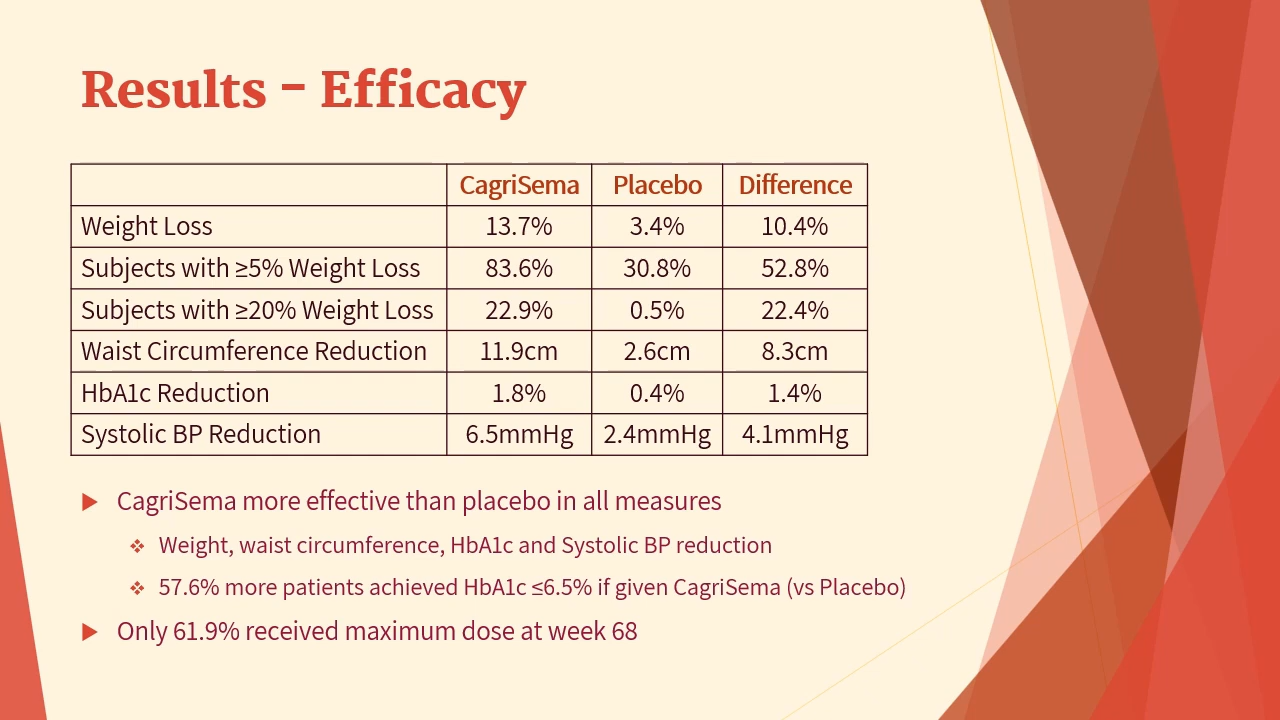 Results – Efficacy
CagriSema Placebo Difference
Weight Loss 13.7% 3.4% 10.4%
Subjects with ≥5% Weight Loss 83.6% 30.8% 52.8%
Subjects with ≥20% Weight Loss 22.9% 0.5% 22.4%
Waist Circumference Reduction 11.9cm 2.6cm 8.3cm
HbA1c Reduction 1.8% 0.4% 1.4%
Systolic BP Reduction 6.5mmHg 2.4mmHg 4.1mmHg
CagriSema more effective than placebo in all measures
Weight, waist circumference, HbA1c and Systolic BP reduction
57.6% more patients achieved HbA1c ≤6.5% if given CagriSema (vs Placebo)
Only 61.9% received maximum dose at week 68